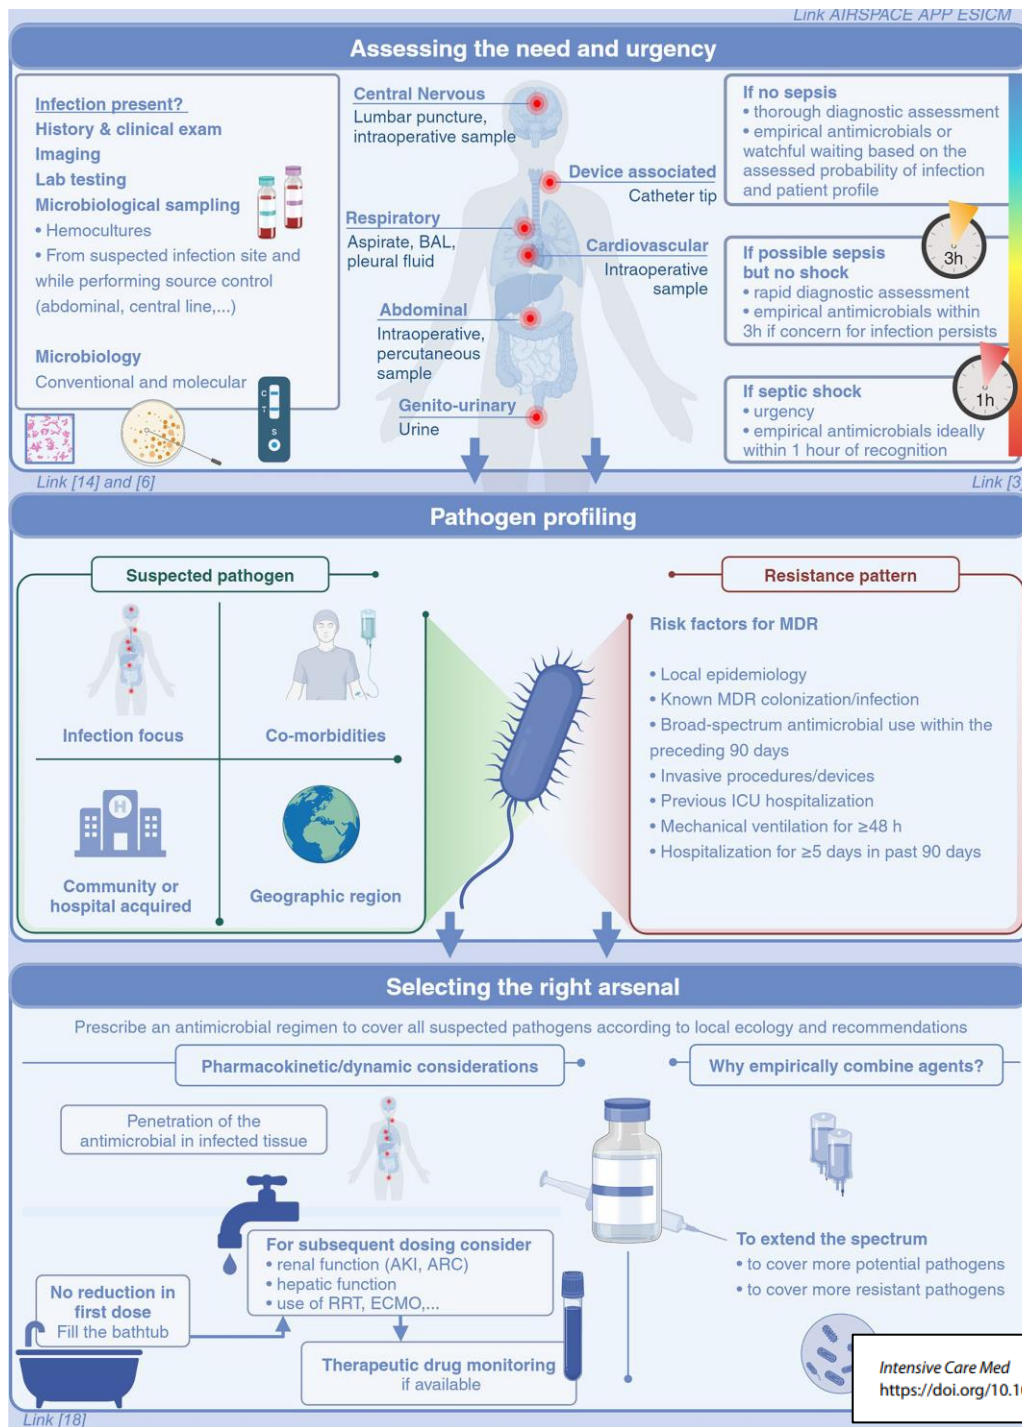 Link AIRSPACE APP ESICM
Assessing the need and urgency
Infection present?
History & clinical exam
Imaging
Lab testing
Microbiological sampling
• Hemocultures
• From suspected infection site and
while performing source control
(abdominal, central line,...)
Microbiology
Conventional and molecular
C
T
S
Central Nervous
Lumbar puncture,
intraoperative sample
Device associated
Catheter tip
Respiratory
Aspirate, BAL,
pleural fluid
Cardiovascular
Intraoperative
sample
Abdominal
Intraoperative,
percutaneous
sample
Genito-urinary
Urine
If no sepsis
• thorough diagnostic assessment
• empirical antimicrobials or
watchful waiting based on the
assessed probability of infection
and patient profile
3h
If possible sepsis
but no shock
• rapid diagnostic assessment
• empirical antimicrobials within
3h if concern for infection persists
1h
If septic shock
• urgency
• empirical antimicrobials ideally
within 1 hour of recognition
Link [14] and [6]
Link [3]
Pathogen profiling
Suspected pathogen
Infection focus
Co-morbidities
H
Community or
hospital acquired
Geographic region
Resistance pattern
Risk factors for MDR
• Local epidemiology
• Known MDR colonization/infection
• Broad-spectrum antimicrobial use within the
preceding 90 days
• Invasive procedures/devices
• Previous ICU hospitalization
• Mechanical ventilation for ≥48 h
• Hospitalization for ≥5 days in past 90 days
Selecting the right arsenal
Prescribe an antimicrobial regimen to cover all suspected pathogens according to local ecology and recommendations
Pharmacokinetic/dynamic considerations
Penetration of the
antimicrobial in infected tissue
For subsequent dosing consider
• renal function (AKI, ARC)
• hepatic function
• use of RRT, ECMO,...
No reduction in
first dose
Fill the bathtub
Therapeutic drug monitoring
if available
Why empirically combine agents?
To extend the spectrum
• to cover more potential pathogens
• to cover more resistant pathogens
Intensive Care Med
https://doi.org/10.10
Link [18]